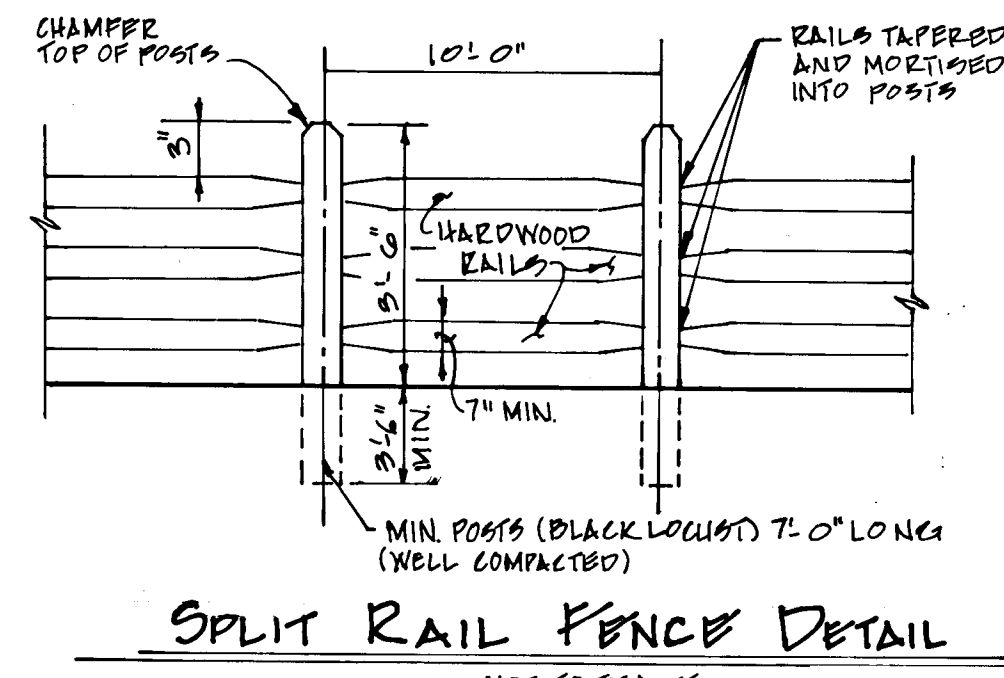 CHAMFER
TOP OF POSTS
10'-0"
RAILS TAPERED
AND MORTISED
INTO POSTS
3"
3'-6"
HARDWOOD
RAILS
7" MIN.
3'-6"
MIN.
MIN. POSTS (BLACK LOCUST) 7'-0" LONG
(WELL COMPACTED)
SPLIT RAIL FENCE DETAIL